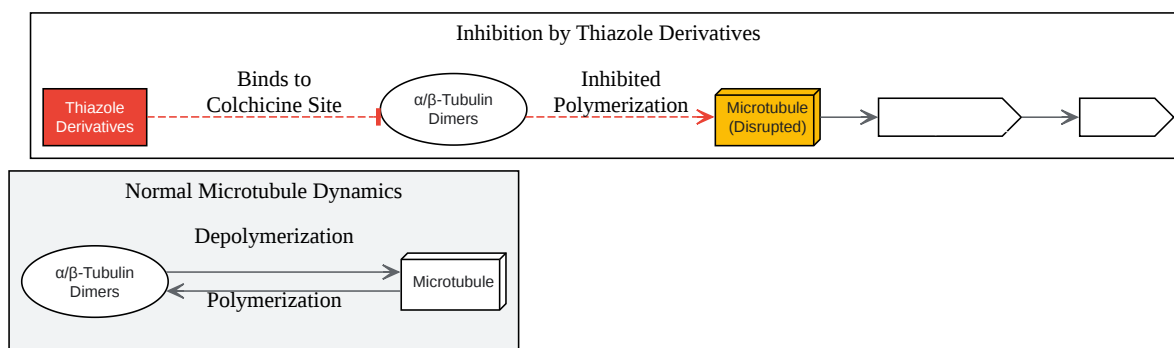 Inhibition by Thiazole Derivatives
Thiazole
Derivatives
Binds to
Colchicine Site
α/β-Tubulin
Dimers
Inhibited
Polymerization
Microtubule
(Disrupted)
Normal Microtubule Dynamics
α/β-Tubulin
Dimers
Depolymerization
Polymerization
Microtubule